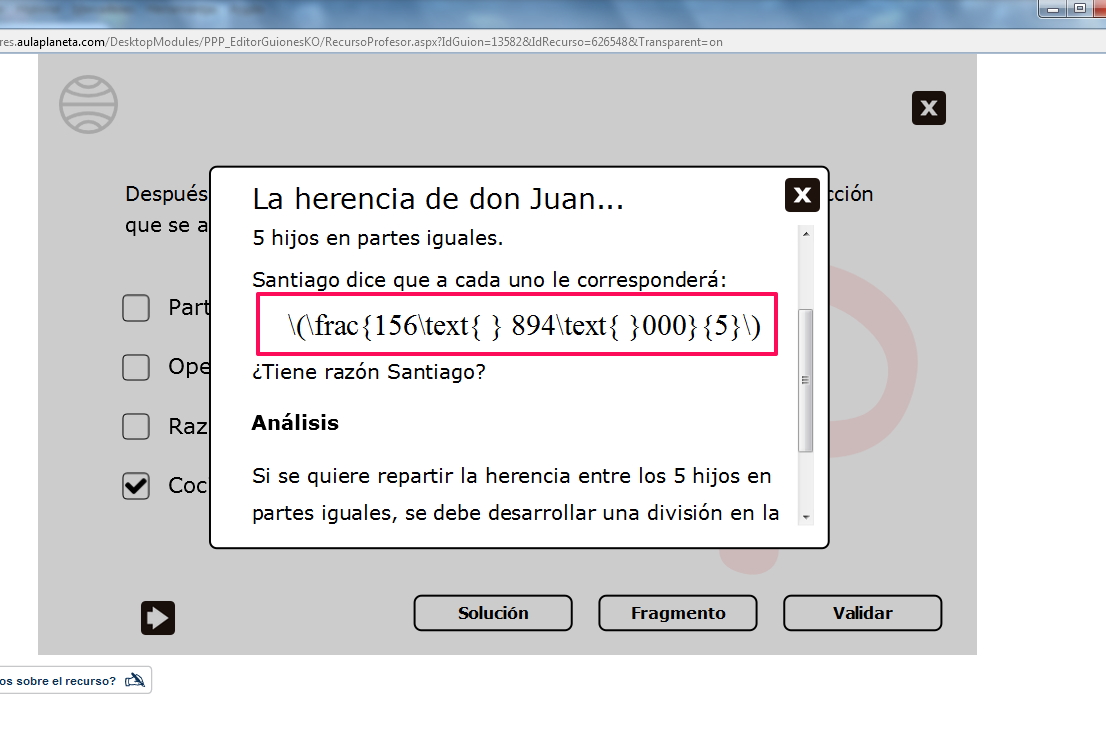 res.aulaplaneta.com/DesktopModules/PPP_EditorGuionesKO/RecursoProfesor.aspx?IdGuion=13582&IdRecurso=626548&Transparent=on
X
Después
cción
que se a
La herencia de don Juan...
X
5 hijos en partes iguales.
Santiago dice que a cada uno le corresponderá:
\(\frac{156\text{ } 894\text{ }000}{5}\)
¿Tiene razón Santiago?
Análisis
Si se quiere repartir la herencia entre los 5 hijos en
partes iguales, se debe desarrollar una división en la
Part
Ope
Raz
Coc
Solución
Fragmento
Validar
os sobre el recurso?